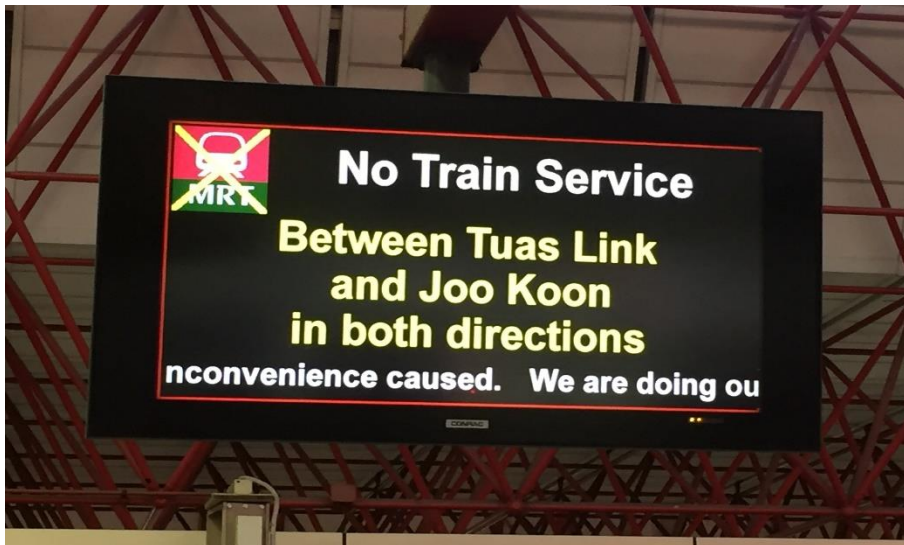 MRT
No Train Service
Between Tuas Link
and Joo Koon
in both directions
nconvenience caused. We are doing ou
CONRAC